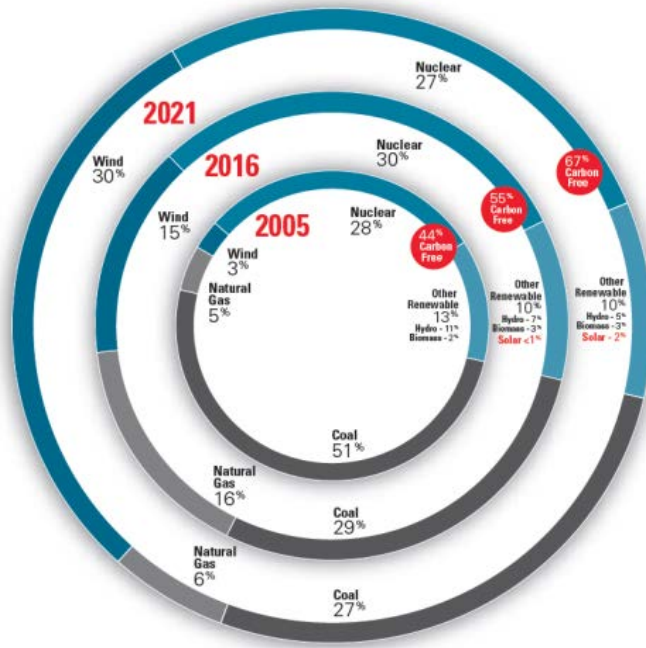 Nuclear
27%
2021
67%
Carbon
Free
Wind
30%
Nuclear
30%
2016
55%
Carbon
Free
Wind
15%
2005
Nuclear
28%
44%
Carbon
Free
Wind
3%
Natural
Gas
5%
Other
Renewable
13%
Hydro - 11%
Biomass - 2%
Other
Renewable
10%
Hydro - 7%
Biomass - 3%
Solar <1%
Other
Renewable
10%
Hydro - 5%
Biomass - 3%
Solar - 2%
Coal
51%
Natural
Gas
16%
Coal
29%
Natural
Gas
6%
Coal
27%